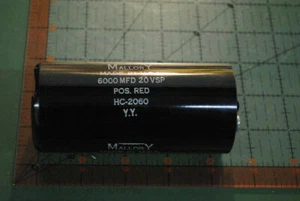 MALLORY
6000 MFD 20 VSP
POS. RED
HC-2060
Y.Y.
MALLORY